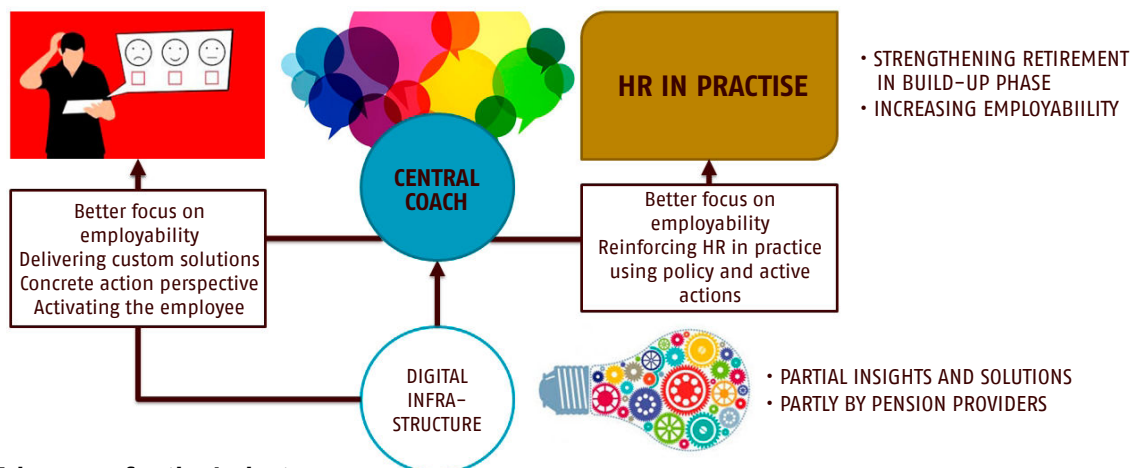 HR IN PRACTISE
• STRENGTHENING RETIREMENT
IN BUILD-UP PHASE
• INCREASING EMPLOYABIILITY
CENTRAL
COACH
Better focus on
employability
Delivering custom solutions
Concrete action perspective
Activating the employee
Better focus on
employability
Reinforcing HR in practice
using policy and active
actions
DIGITAL
INFRA-
STRUCTURE
• PARTIAL INSIGHTS AND SOLUTIONS
• PARTLY BY PENSION PROVIDERS